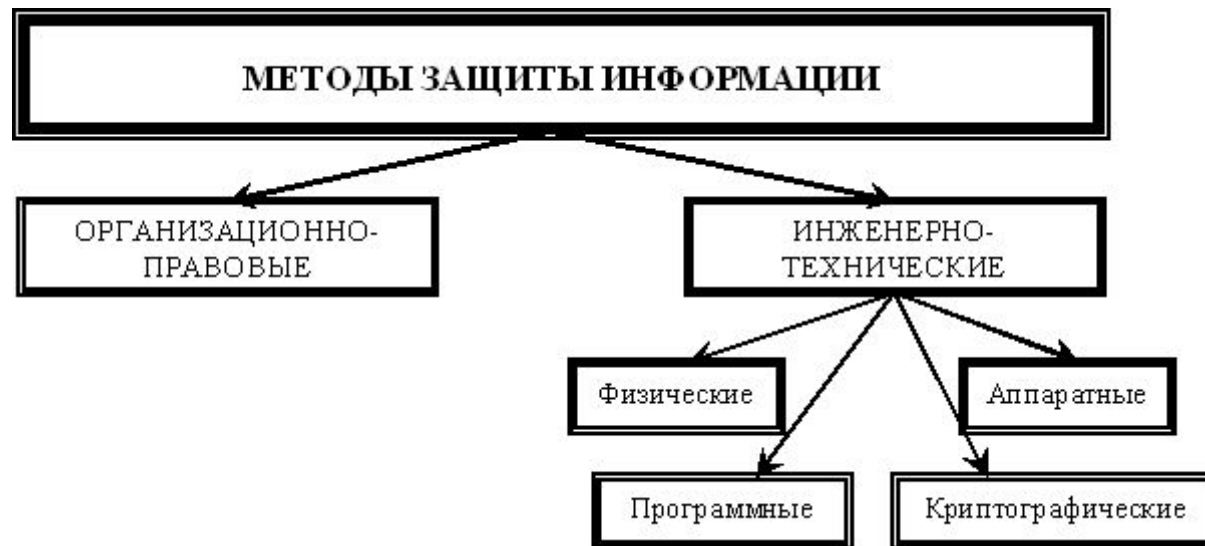 МЕТОДЫ ЗАЩИТЫ ИНФОРМАЦИИ
ОРГАНИЗАЦИОННО-
ПРАВОВЫЕ
ИНЖЕНЕРНО-
ТЕХНИЧЕСКИЕ
Физические
Аппаратные
Программные
Криптографические